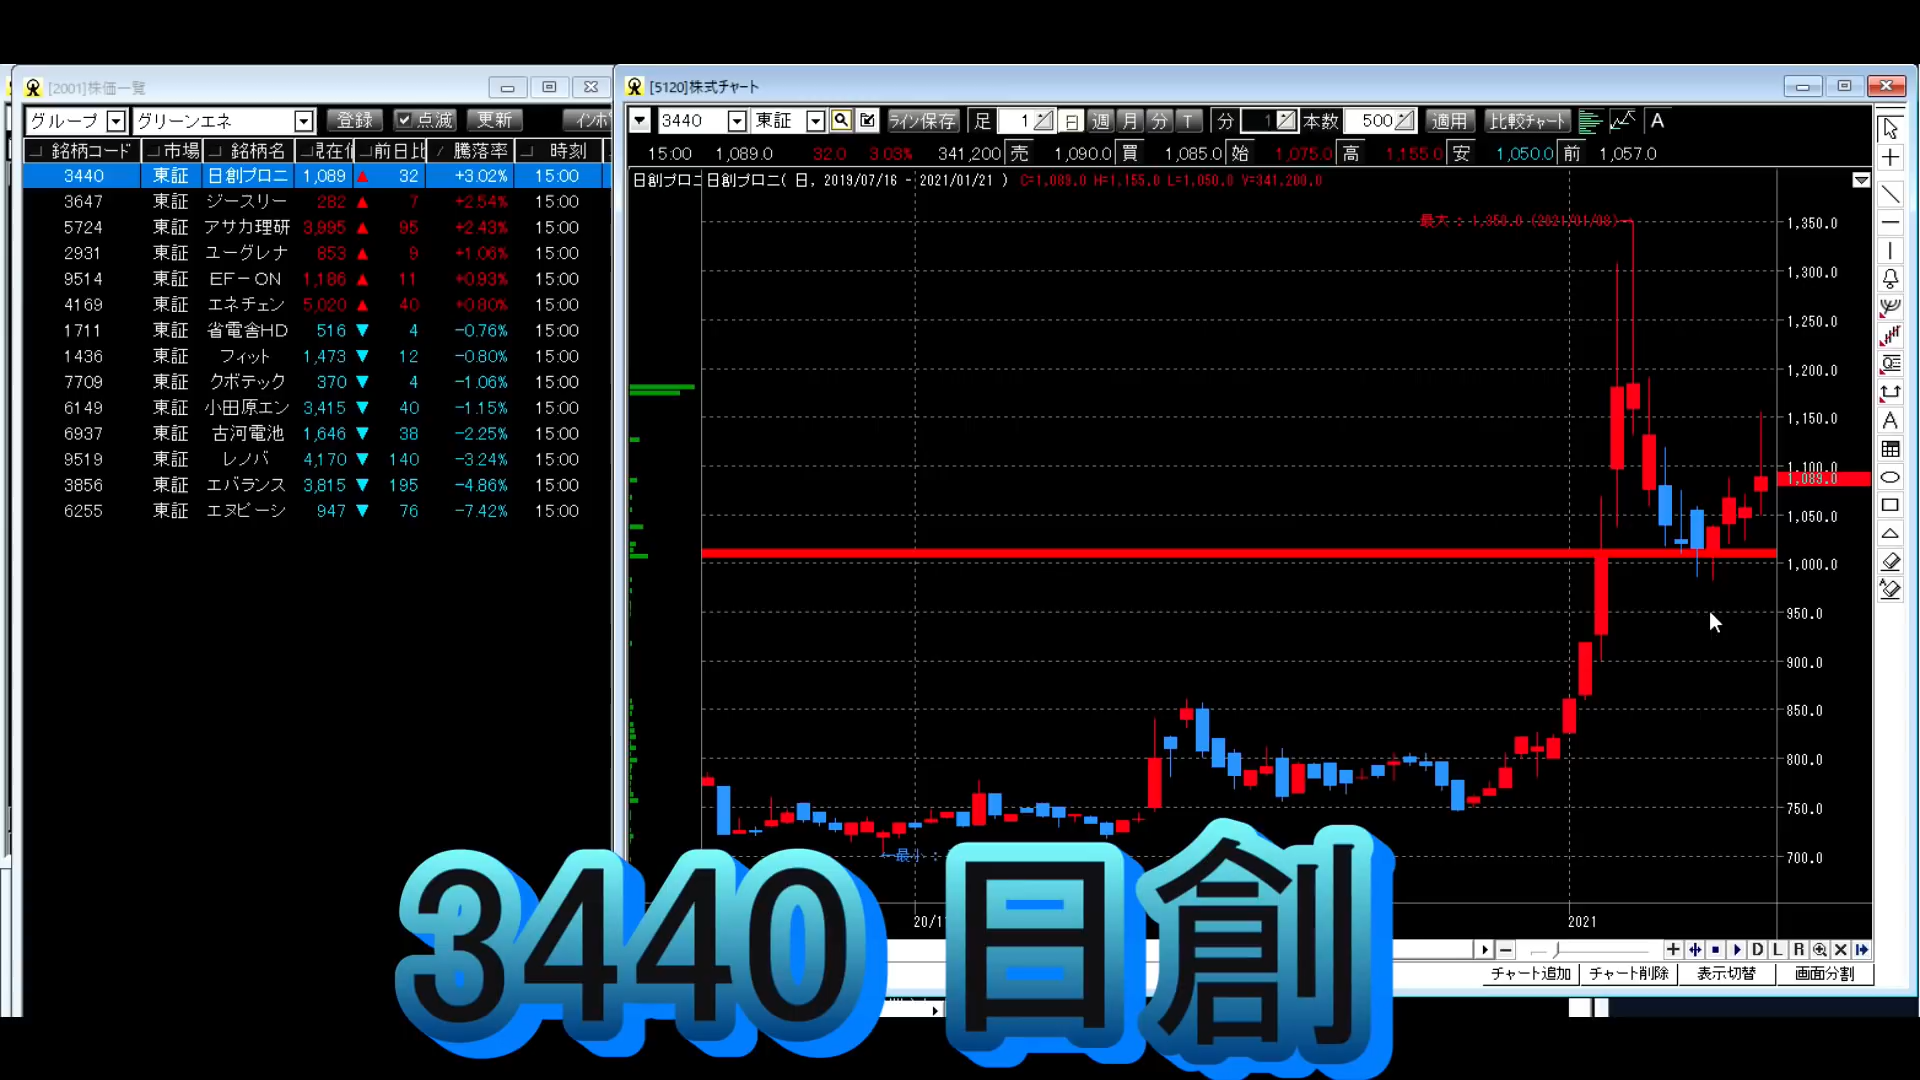 [2001]株価一覧
グループ グリーンエネ 登録 点滅 更新
銘柄コード 市場 銘柄名 現在値 前日比 騰落率 時刻
3440 東証 日創プロニ 1,089 ▲ 32 +3.02% 15:00
3647 東証 ジースリー 282 ▲ 7 +2.54% 15:00
5724 東証 アサカ理研 3,995 ▲ 95 +2.43% 15:00
2931 東証 ユーグレナ 853 ▲ 9 +1.06% 15:00
9514 東証 EF-ON 1,186 ▲ 11 +0.93% 15:00
4169 東証 エネチェン 5,020 ▲ 40 +0.80% 15:00
1711 東証 省電舎HD 516 ▼ 4 -0.76% 15:00
1436 東証 フィット 1,473 ▼ 12 -0.80% 15:00
7709 東証 クボテック 370 ▼ 4 -1.06% 15:00
6149 東証 小田原エン 3,415 ▼ 40 -1.15% 15:00
6937 東証 古河電池 1,646 ▼ 38 -2.25% 15:00
9519 東証 レノバ 4,170 ▼ 140 -3.24% 15:00
3856 東証 エバランス 3,815 ▼ 195 -4.86% 15:00
6255 東証 エヌピーシ 947 ▼ 76 -7.42% 15:00
[5120]株式チャート
3440 東証 ライン保存 足 1 日 週 月 分 T 分 1 本数 500 適用 比較チャート A
15:00 1,089.0 32.0 3.03% 341,200 売 1,090.0 買 1,085.0 始 1,075.0 高 1,155.0 安 1,050.0 前 1,057.0
日創プロニ 日創プロニ( 日, 2019/07/16 - 2021/01/21 ) C=1,089.0 H=1,155.0 L=1,050.0 V=341,200.0
最大 : 1,350.0 (2021/01/08)
1,350.0
1,300.0
1,250.0
1,200.0
1,150.0
1,100.0
1,089.0
1,050.0
1,000.0
950.0
900.0
850.0
800.0
750.0
700.0
最小 :
20/11
2021
D L R
チャート追加 チャート削除 表示切替 画面分割
3440 日創